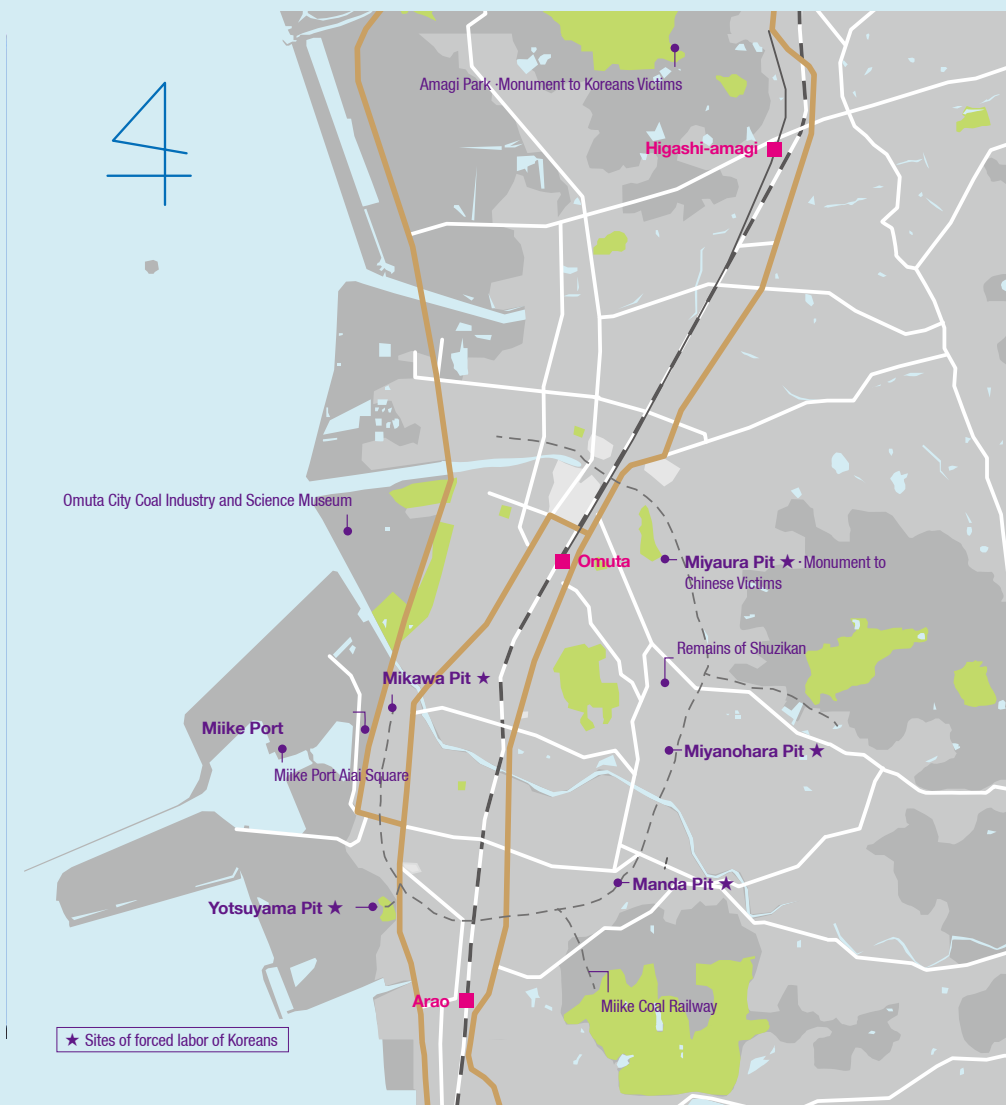 Amagi Park ·Monument to Koreans Victims
Higashi-amagi
Omuta City Coal Industry and Science Museum
Omuta
Miyaura Pit ★ · Monument to
Chinese Victims
Remains of Shuzikan
Mikawa Pit ★
Miike Port
Miyanohara Pit ★
Miike Port Aiai Square
Manda Pit ★
Yotsuyama Pit ★
Arao
Miike Coal Railway
★ Sites of forced labor of Koreans